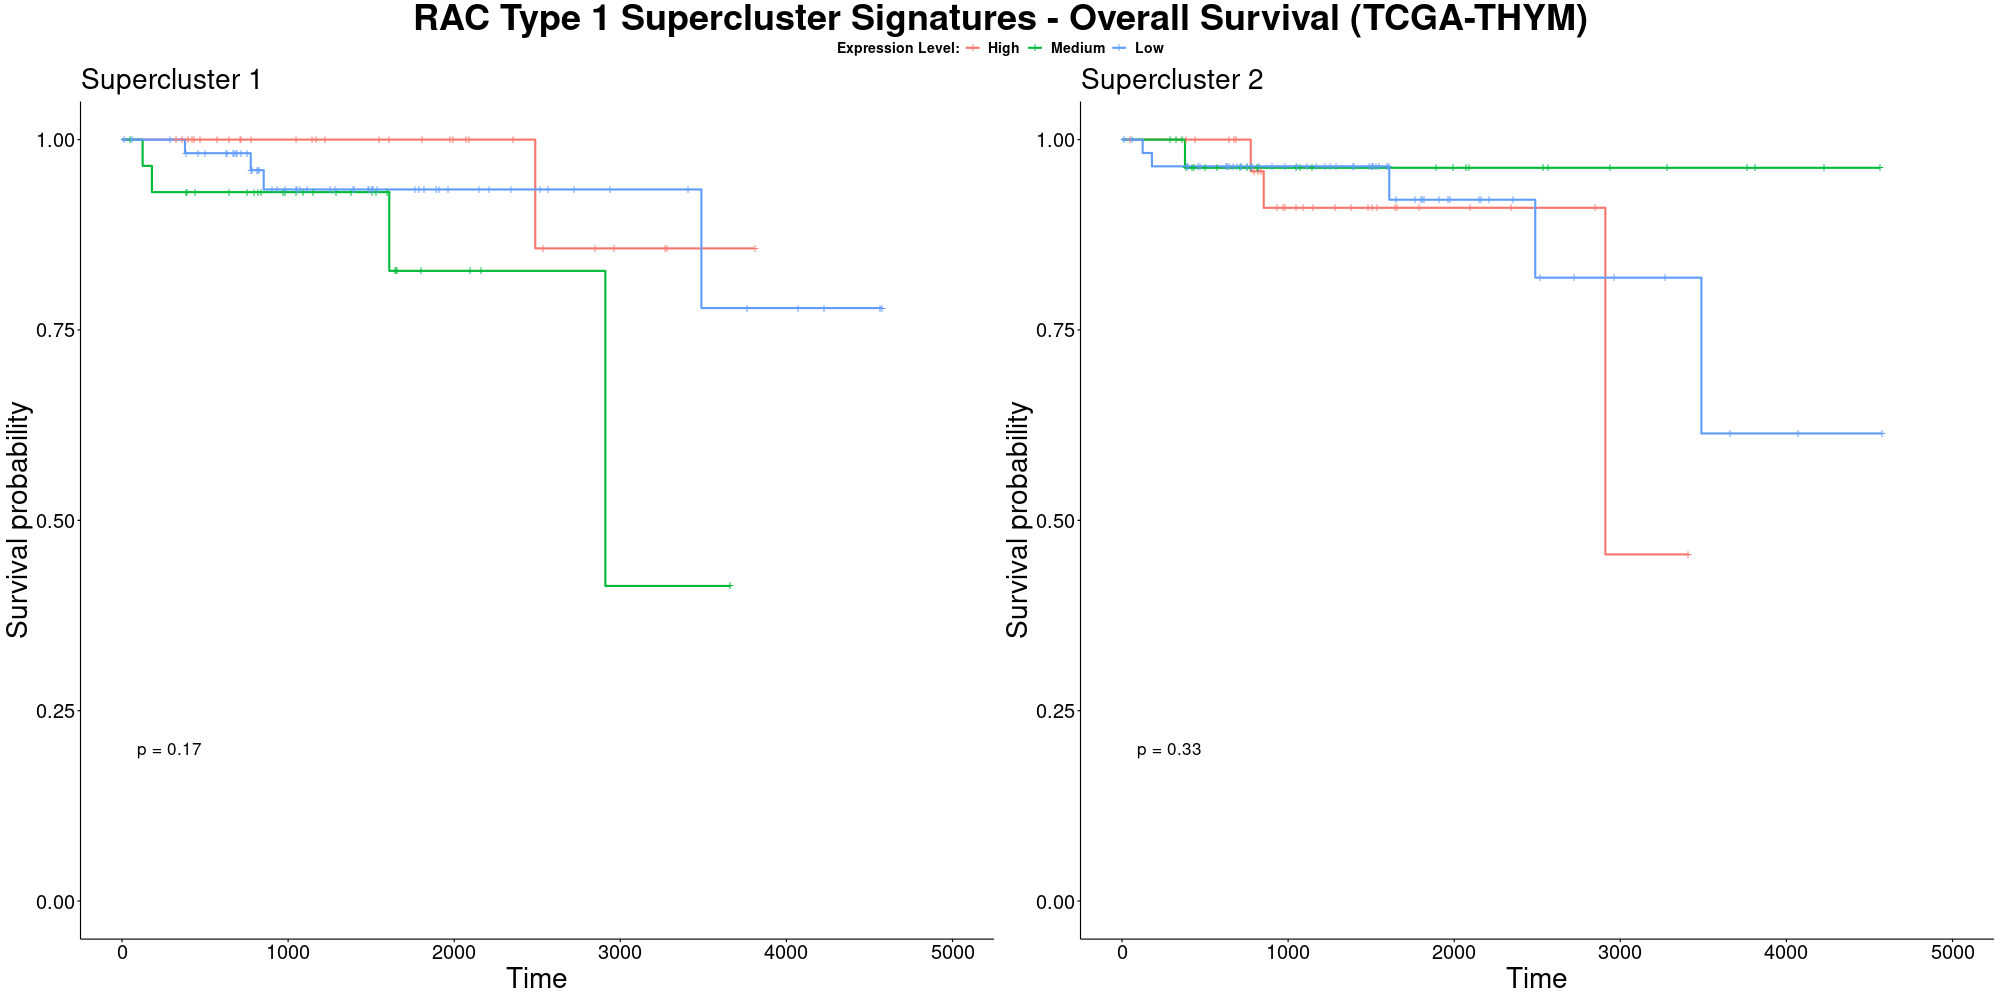 RAC Type 1 Supercluster Signatures - Overall Survival (TCGA-THYM)
Expression Level: High Medium Low
Supercluster 1
Survival probability
1.00
0.75
0.50
0.25
0.00
p = 0.17
0 1000 2000 3000 4000 5000
Time
Supercluster 2
Survival probability
1.00
0.75
0.50
0.25
0.00
p = 0.33
0 1000 2000 3000 4000 5000
Time